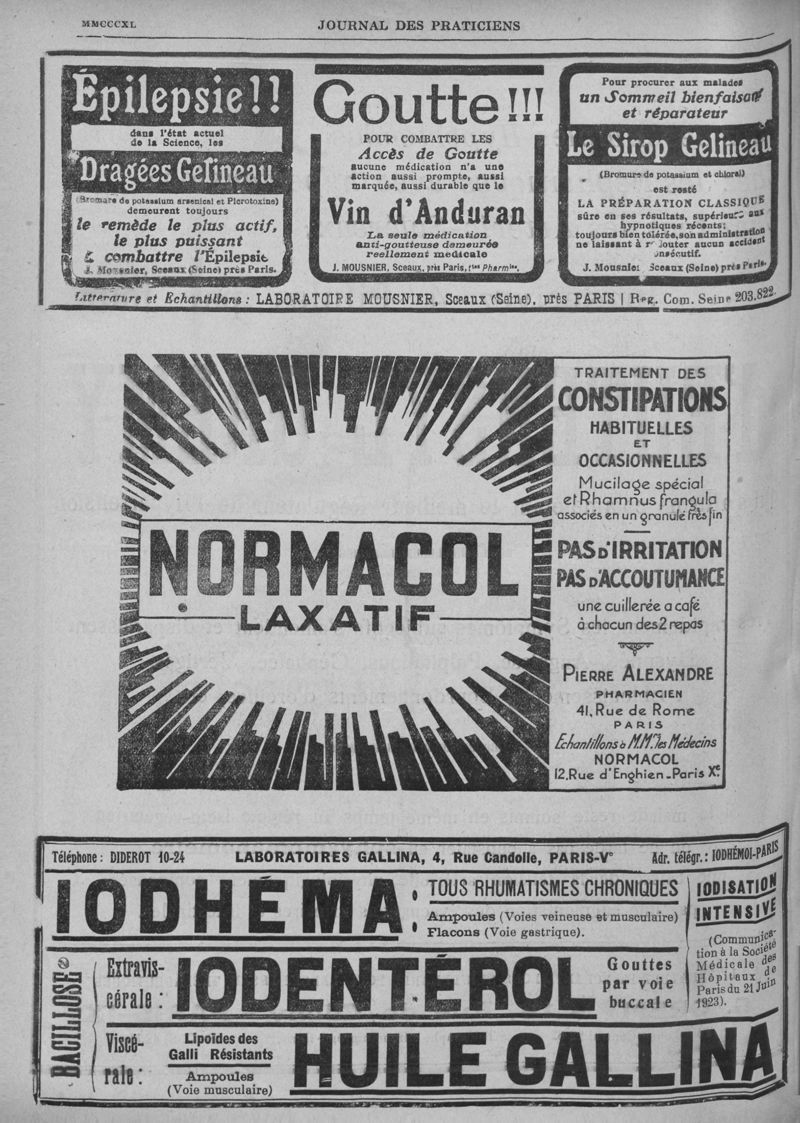 MMCCCXL
JOURNAL DES PRATICIENS
Épilepsie!!
dans l'état actuel
de la Science, les
Dragées Gelineau
(Bromure de potassium arsenical et Picrotoxine)
demeurent toujours
le remède le plus actif,
le plus puissant
combattre l'Épilepsie
J. Mousnier, Sceaux (Seine) près Paris.
Goutte!!!
POUR COMBATTRE LES
Accès de Goutte
aucune médication n'a une
action aussi prompte, aussi
marquée, aussi durable que le
Vin d'Anduran
La seule médication
anti-goutteuse demeurée
reellement medicale
J. MOUSNIER, Sceaux, près Paris, Pharm
Pour procurer aux malades
un Sommeil bienfaisant
et réparateur
Le Sirop Gelineau
(Bromure de potassium et chloral)
est resté
LA PRÉPARATION CLASSIQUE
sûre en ses résultats, supérieure aux
hypnotiques récents;
toujours bien tolérée, son administration
ne laissant à redouter aucun accident
consécutif.
J. Mousnier Sceaux (Seine) près Paris.
Littérature et Echantillons : LABORATOIRE MOUSNIER, Sceaux (Seine), près PARIS | Reg. Com. Seine 203.822
NORMACOL
LAXATIF
TRAITEMENT DES
CONSTIPATIONS
HABITUELLES
ET
OCCASIONNELLES
Mucilage spécial
et Rhamnus frangula
associés en un granulé très fin
PAS D'IRRITATION
PAS D'ACCOUTUMANCE
une cuillerée a café
à chacun des 2 repas
PIERRE ALEXANDRE
PHARMACIEN
41, Rue de Rome
PARIS
Echantillons à M.M.rs les Médecins
NORMACOL
12, Rue d'Enghien - Paris Xe.
Téléphone : DIDEROT 10-24
LABORATOIRES GALLINA, 4, Rue Candolle, PARIS-Ve
Adr. télégr. : IODHÉMOI-PARIS
IODHÉMA :
TOUS RHUMATISMES CHRONIQUES
Ampoules (Voies veineuse et musculaire)
Flacons (Voie gastrique).
IODISATION
INTENSIVE
(Communica-
tion à la Société
Médicale des
Hôpitaux de
Paris du 21 Juin
1923).
BACILLOSE
Extravis-
cérale :
IODENTÉROL
Gouttes
par voie
buccale
Viscé-
rale :
Lipoïdes des
Galli Résistants
Ampoules
(Voie musculaire)
HUILE GALLINA